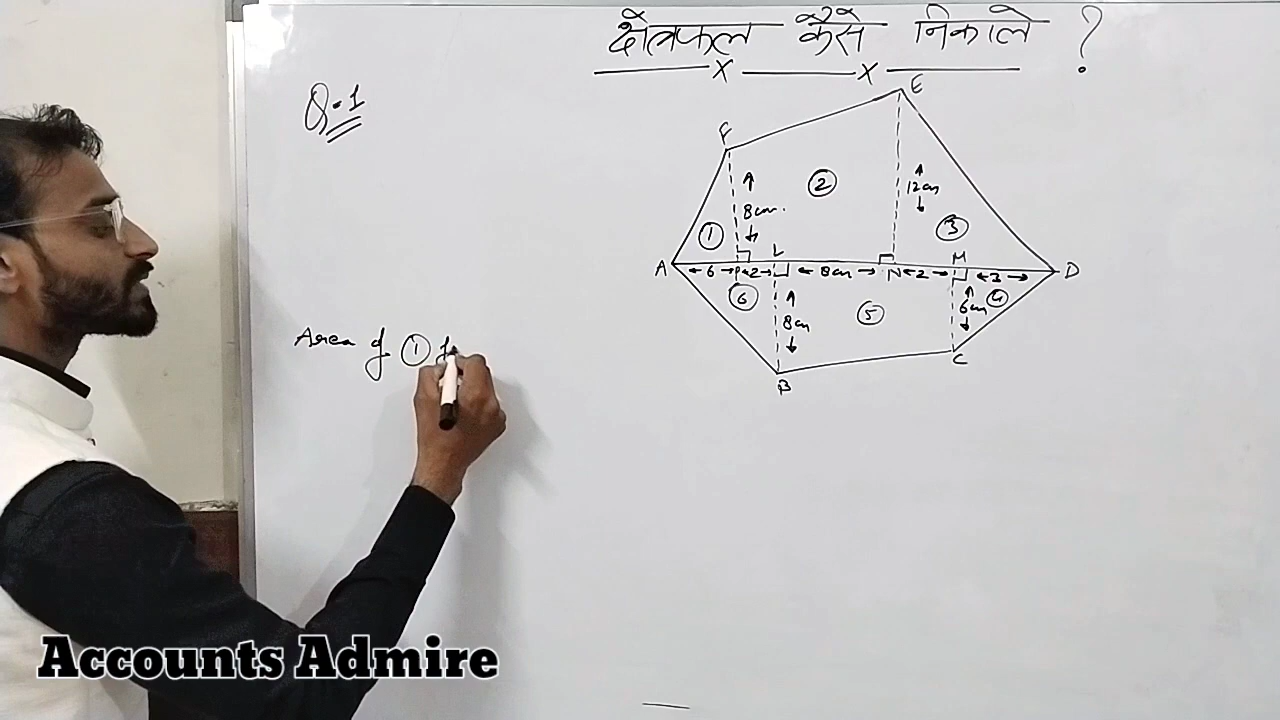 क्षेत्रफल कैसे निकाले ?
X X
Q-1
E
F
2
12cm
8cm.
1
3
L
M
A 6 P 2 8cm N 2 3 D
6
8cm
5
6cm
4
C
B
Area of 1
Accounts Admire